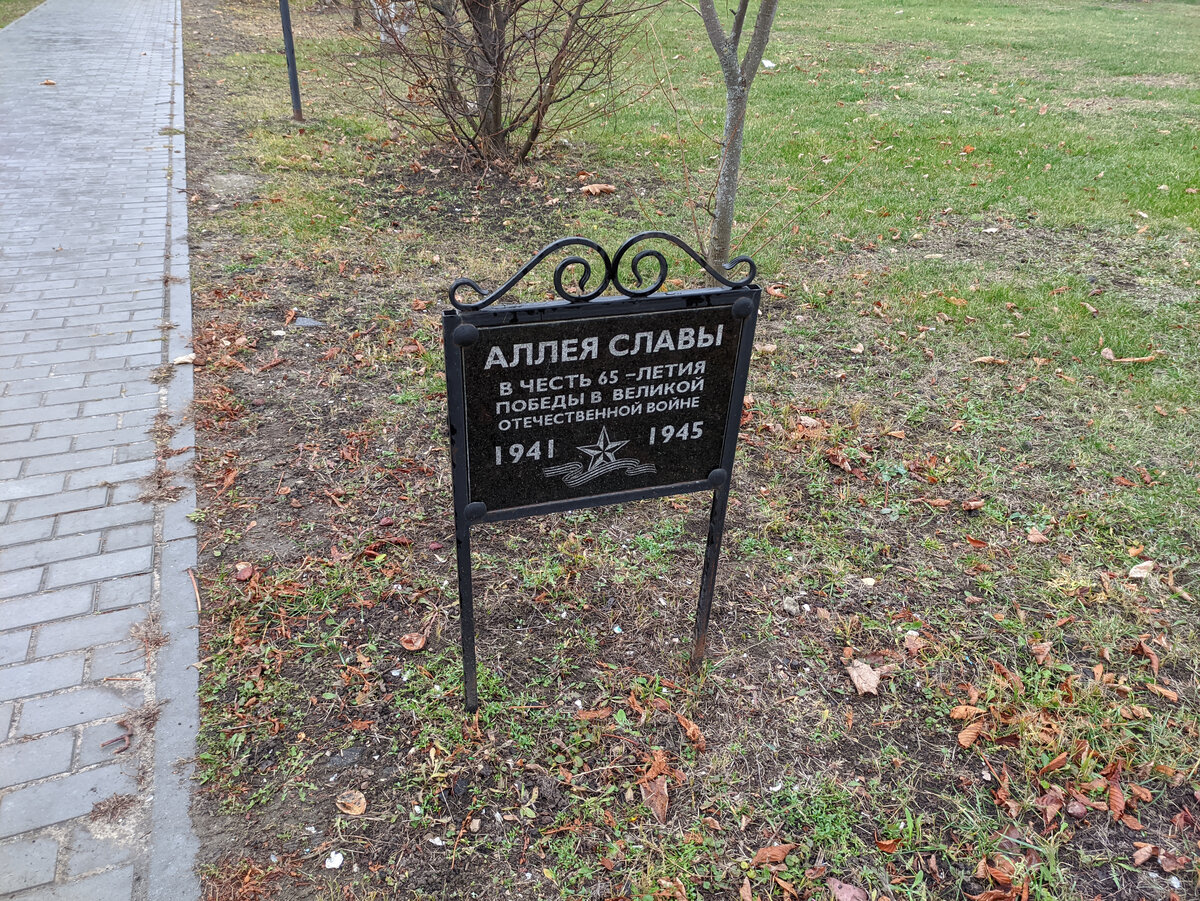 АЛЛЕЯ СЛАВЫ
В ЧЕСТЬ 65 –ЛЕТИЯ
ПОБЕДЫ В ВЕЛИКОЙ
ОТЕЧЕСТВЕННОЙ ВОЙНЕ
1941 1945